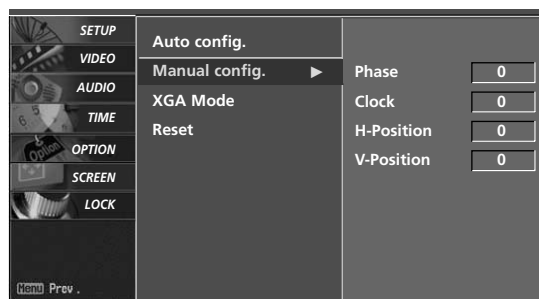 SETUP
VIDEO
AUDIO
TIME
OPTION
SCREEN
LOCK
Menu Prev.
Auto config.
Manual config. ▶
XGA Mode
Reset
Phase 0
Clock 0
H-Position 0
V-Position 0